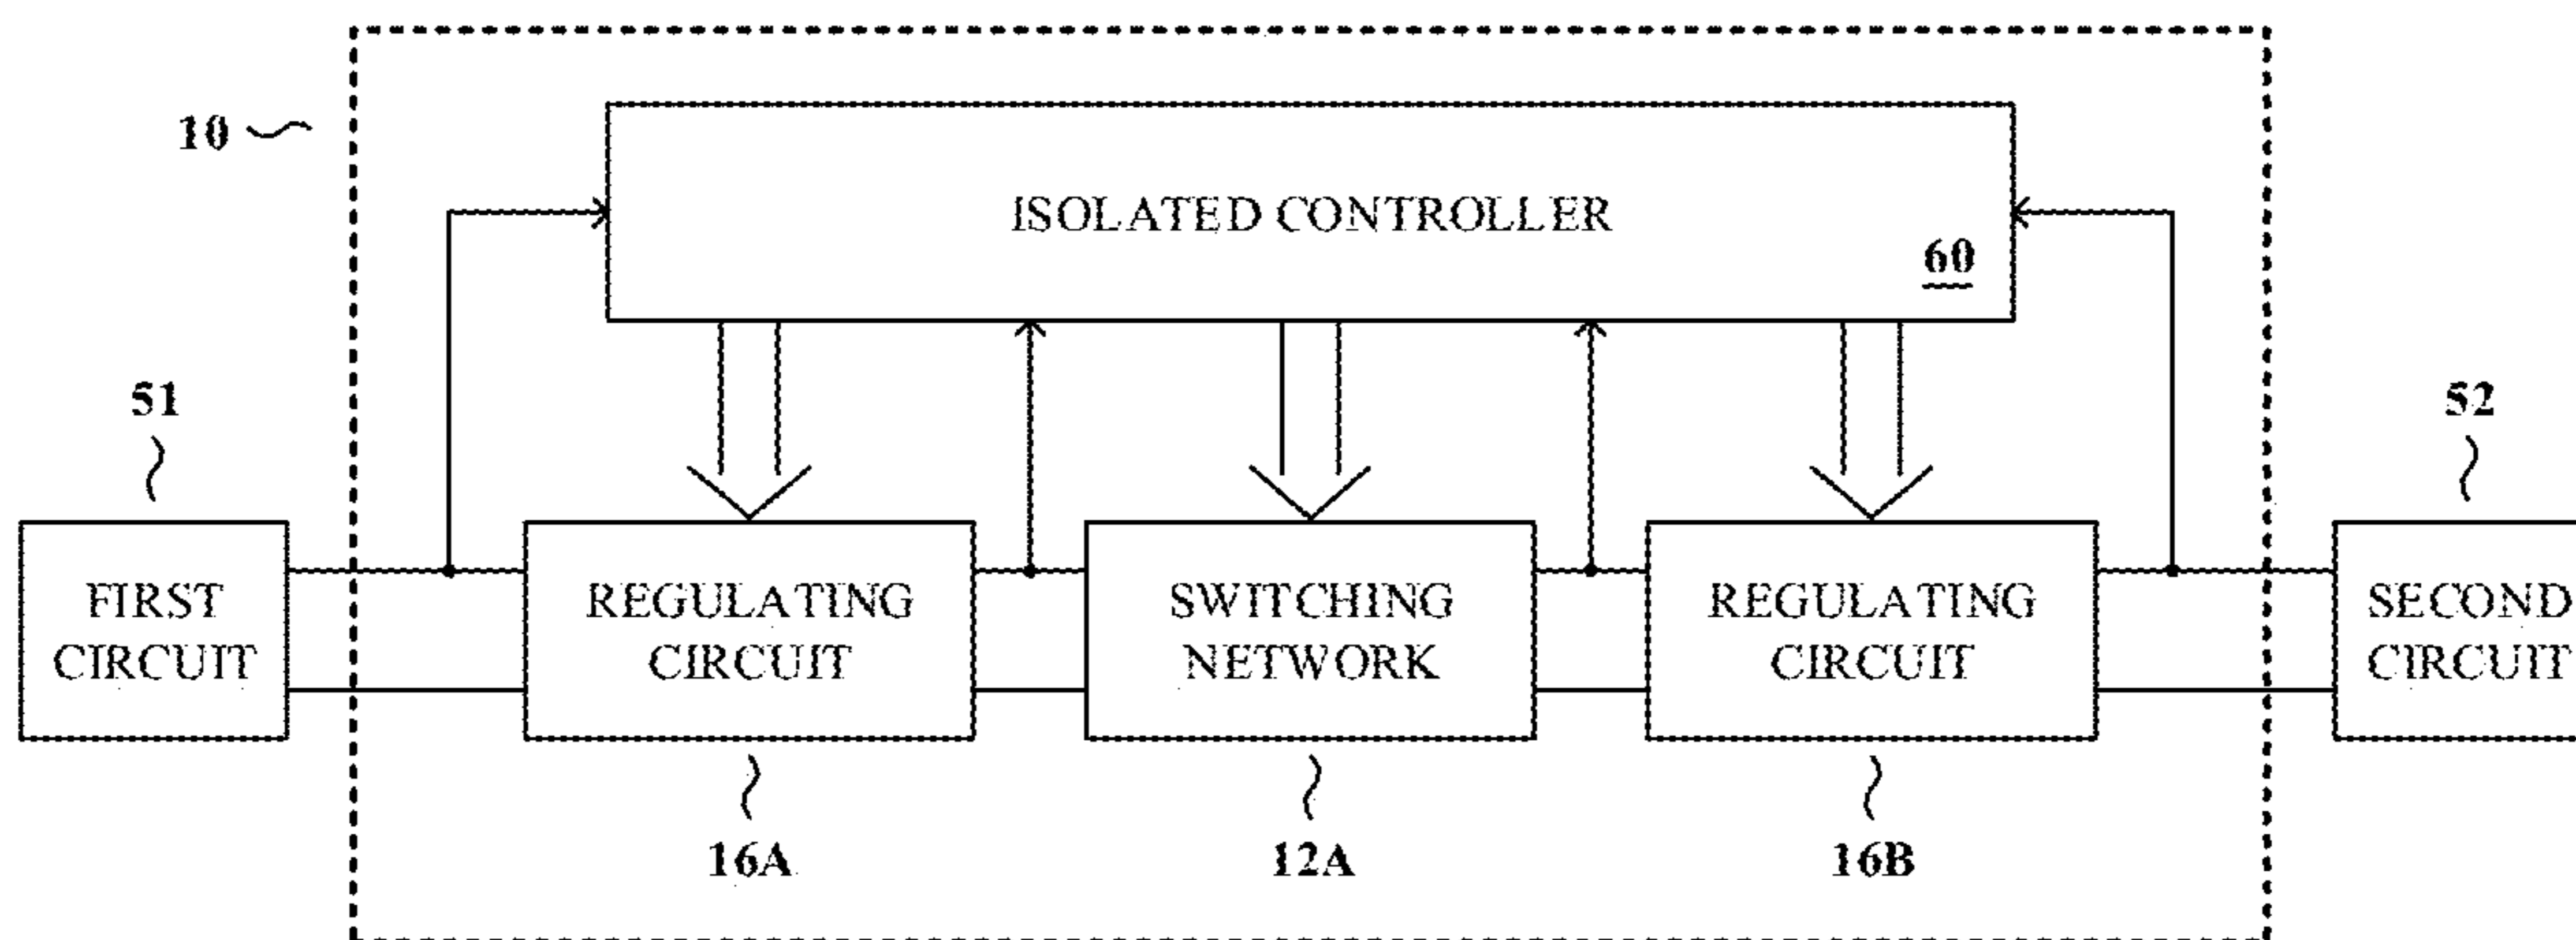 10
ISOLATED CONTROLLER
60
51
52
FIRST
CIRCUIT
REGULATING
CIRCUIT
SWITCHING
NETWORK
REGULATING
CIRCUIT
SECOND
CIRCUIT
16A
12A
16B